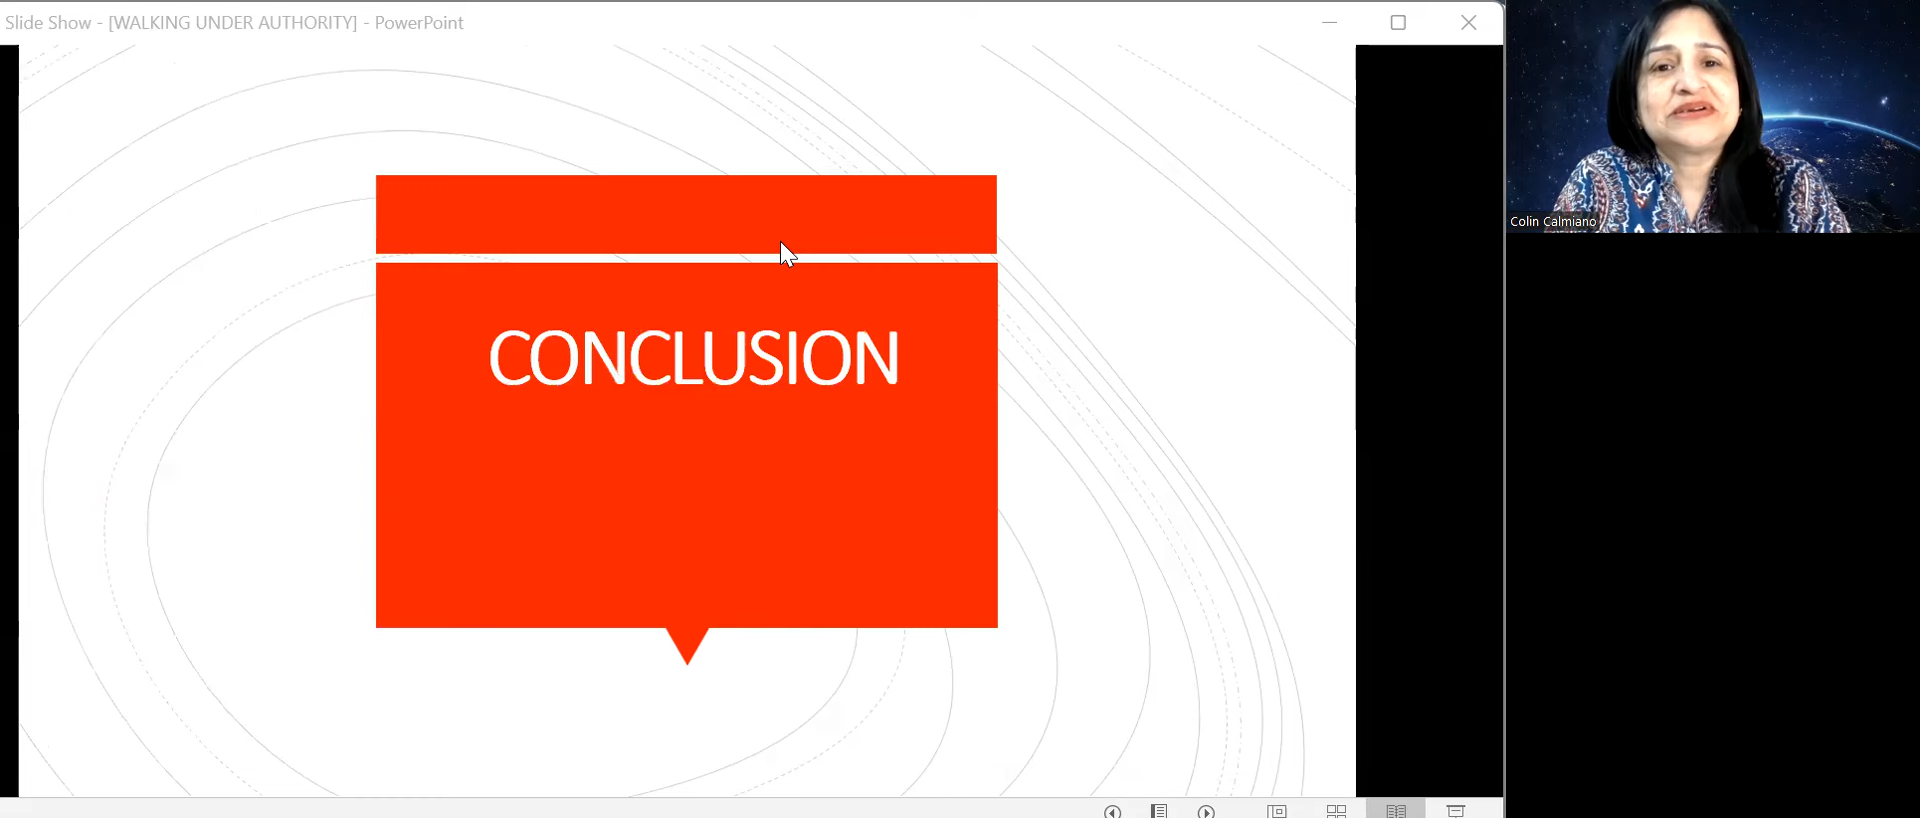 Slide Show - [WALKING UNDER AUTHORITY] - PowerPoint
Colin Calmiano
CONCLUSION